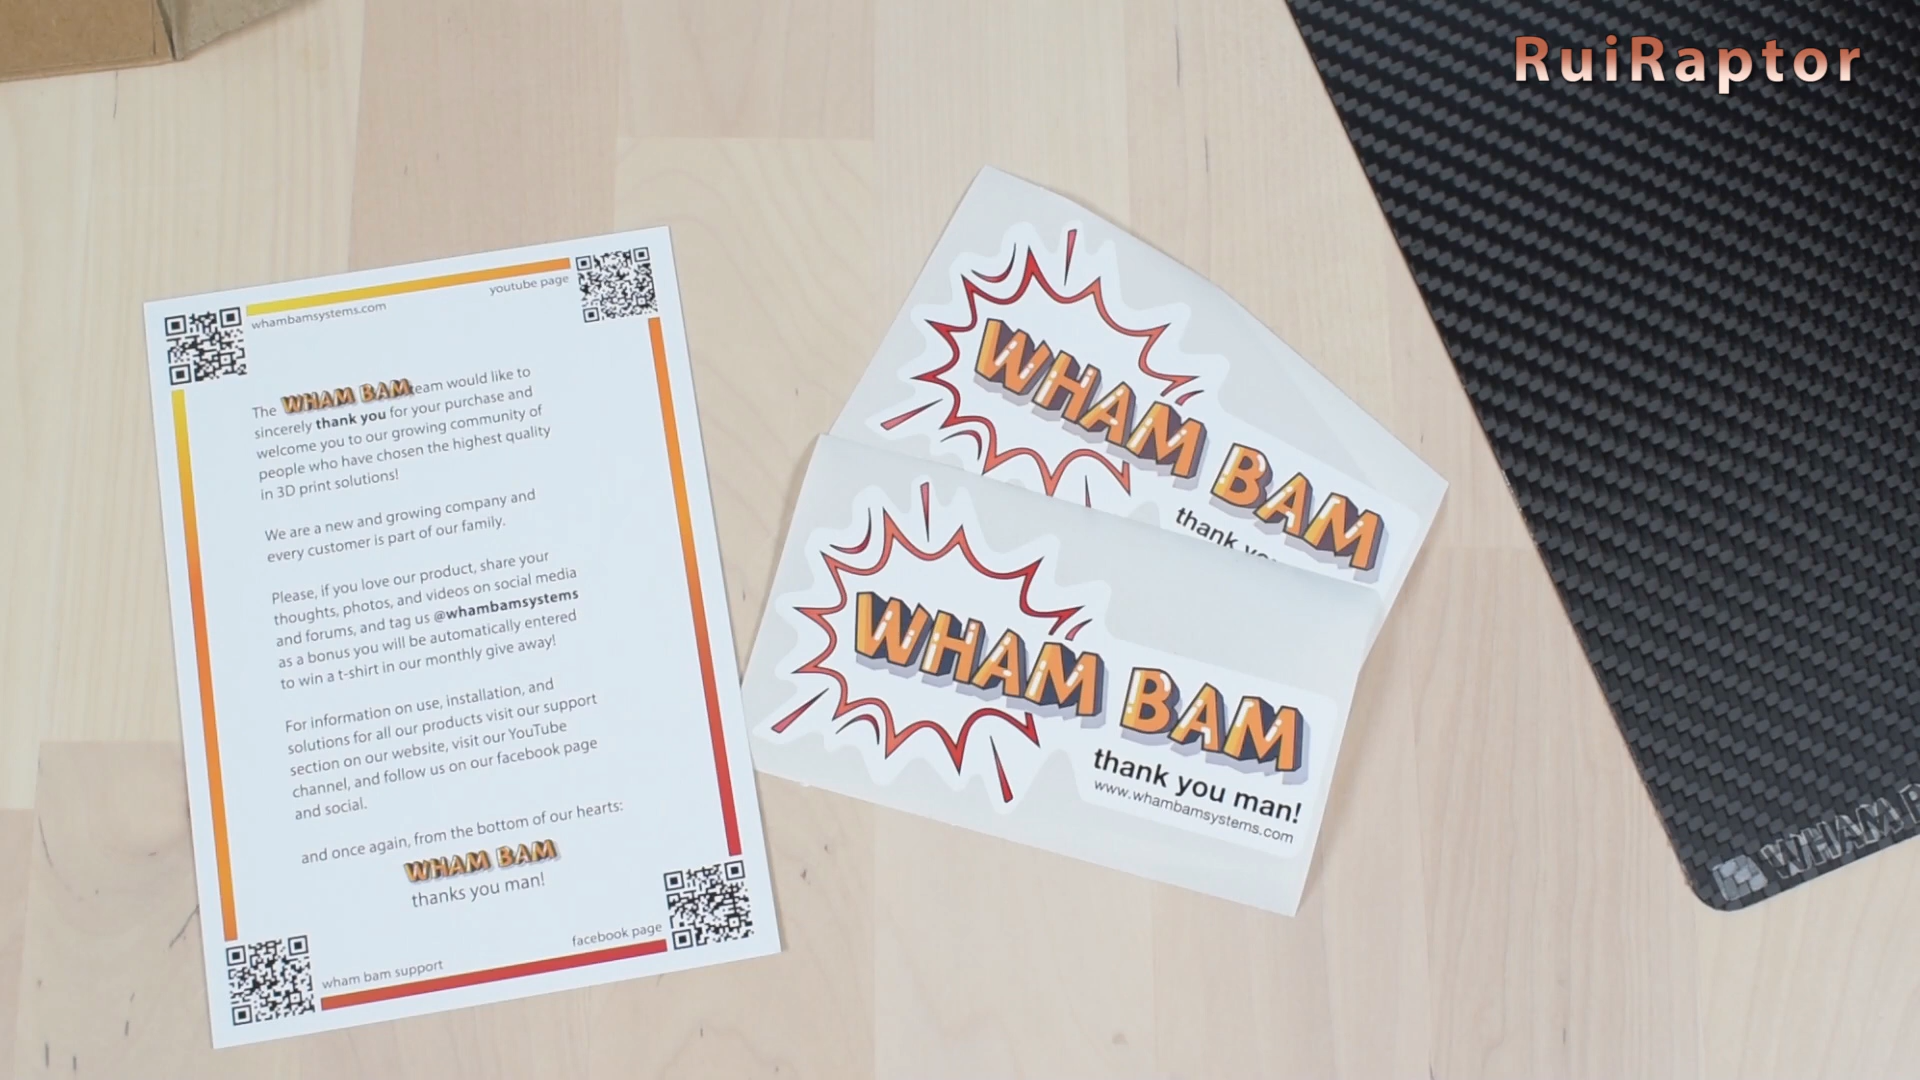 RuiRaptor
whambamsystems.com
youtube page
The WHAM BAM team would like to
sincerely thank you for your purchase and
welcome you to our growing community of
people who have chosen the highest quality
in 3D print solutions!
We are a new and growing company and
every customer is part of our family.
Please, if you love our product, share your
thoughts, photos, and videos on social media
and forums, and tag us @whambamsystems
as a bonus you will be automatically entered
to win a t-shirt in our monthly give away!
For information on use, installation, and
solutions for all our products visit our support
section on our website, visit our YouTube
channel, and follow us on our facebook page
and social.
and once again, from the bottom of our hearts:
WHAM BAM
thanks you man!
facebook page
wham bam support
WHAM BAM
thank
WHAM BAM
thank you man!
www.whambamsystems.com
WHAM